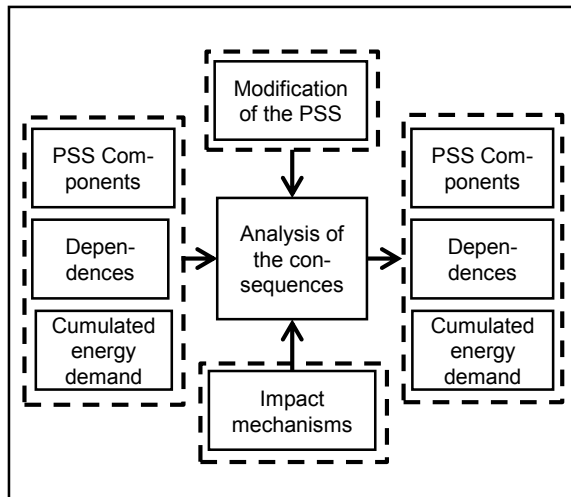 Modification
of the PSS
PSS Com-
ponents
Depen-
dences
Cumulated
energy
demand
Analysis of
the con-
sequences
PSS Com-
ponents
Depen-
dences
Cumulated
energy
demand
Impact
mechanisms